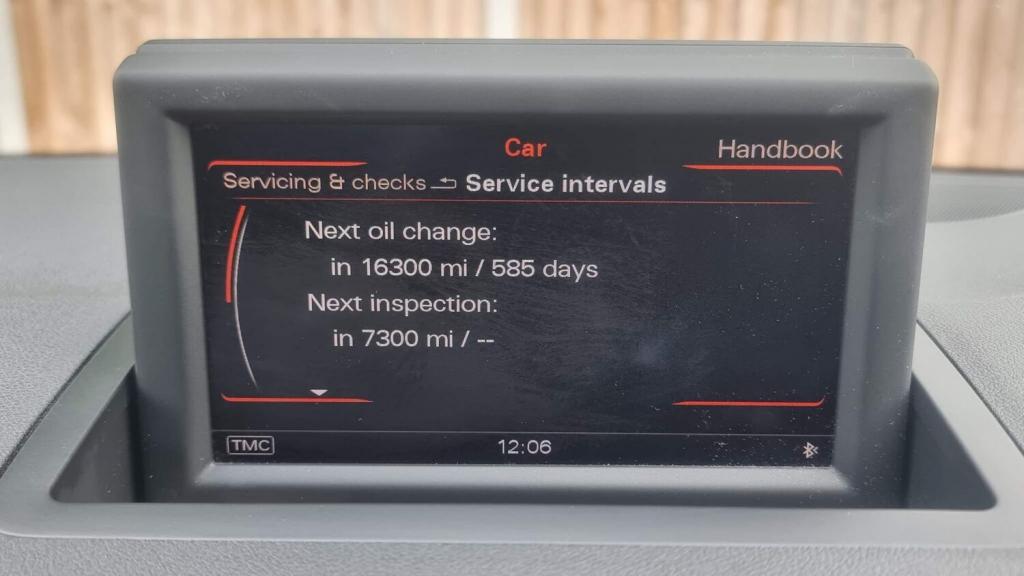 Car
Handbook
Servicing & checks Service intervals
Next oil change:
in 16300 mi / 585 days
Next inspection:
in 7300 mi / --
TMC
12:06